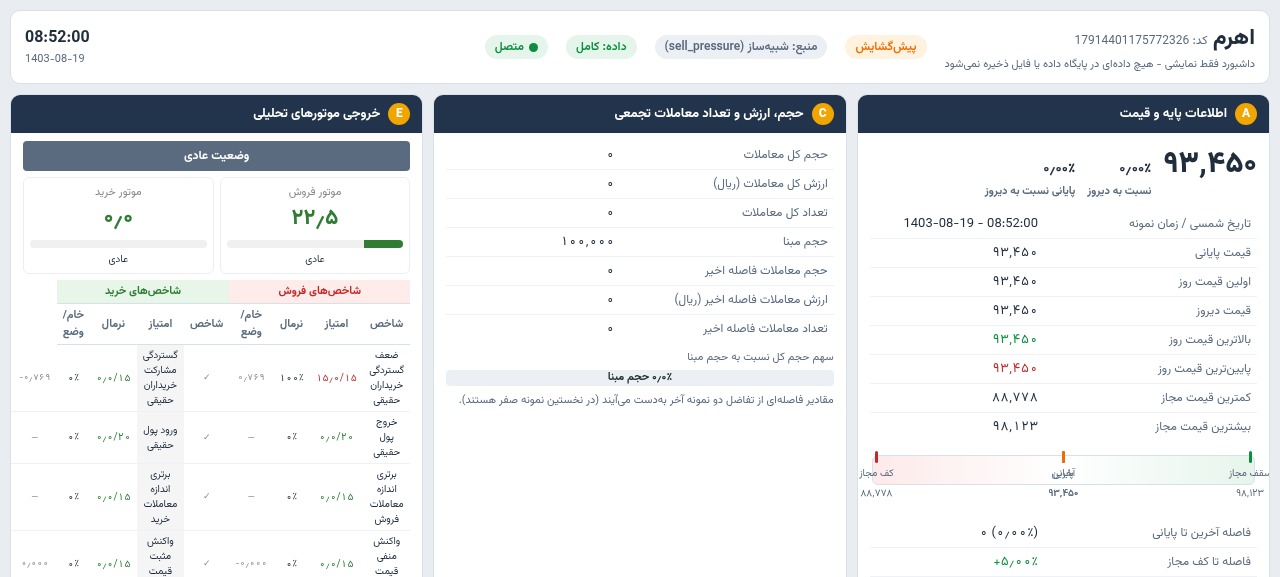 اهرم کد: 17914401175772326
داشبورد فقط نمایشی - هیچ داده‌ای در پایگاه داده یا فایل ذخیره نمی‌شود
پیش‌گشایش
منبع: شبیه‌ساز (sell_pressure)
داده: کامل
متصل
08:52:00
1403-08-19
A اطلاعات پایه و قیمت
۹۳,۴۵۰
۰٫۰۰٪
نسبت به دیروز
۰٫۰۰٪
پایانی نسبت به دیروز
تاریخ شمسی / زمان نمونه 1403-08-19 - 08:52:00
قیمت پایانی ۹۳,۴۵۰
اولین قیمت روز ۹۳,۴۵۰
قیمت دیروز ۹۳,۴۵۰
بالاترین قیمت روز ۹۳,۴۵۰
پایین‌ترین قیمت روز ۹۳,۴۵۰
کمترین قیمت مجاز ۸۸,۷۷۸
بیشترین قیمت مجاز ۹۸,۱۲۳
سقف مجاز
کف مجاز
۹۸,۱۲۳ ۹۳,۴۵۰ ۸۸,۷۷۸
فاصله آخرین تا پایانی ۰ (۰٫۰۰٪)
فاصله تا کف مجاز +۵٫۰۰٪
C حجم، ارزش و تعداد معاملات تجمعی
حجم کل معاملات ۰
ارزش کل معاملات (ریال) ۰
تعداد کل معاملات ۰
حجم مبنا ۱۰۰,۰۰۰
حجم معاملات فاصله اخیر ۰
ارزش معاملات فاصله اخیر (ریال) ۰
تعداد معاملات فاصله اخیر ۰
سهم حجم کل نسبت به حجم مبنا
۰٫۰٪ حجم مبنا
مقادیر فاصله‌ای از تفاضل دو نمونه آخر به‌دست می‌آیند (در نخستین نمونه صفر هستند).
E خروجی موتورهای تحلیلی
وضعیت عادی
موتور فروش
۲۲٫۵
عادی
موتور خرید
۰٫۰
عادی
شاخص‌های فروش شاخص‌های خرید
شاخص امتیاز نرمال خام/وضع شاخص امتیاز نرمال خام/وضع
ضعف گستردگی خریداران حقیقی ۱۵٫۰/۱۵ ۱۰۰٪ ۰٫۷۶۹ ✓ گستردگی مشارکت خریداران حقیقی ۰٫۰/۱۵ ۰٪ -۰٫۷۶۹
خروج پول حقیقی ۰٫۰/۲۰ ۰٪ — ✓ ورود پول حقیقی ۰٫۰/۲۰ ۰٪ —
برتری اندازه معاملات فروش ۰٫۰/۱۵ ۰٪ — ✓ برتری اندازه معاملات خرید ۰٫۰/۱۵ ۰٪ —
واکنش منفی قیمت ۰٫۰/۱۵ ۰٪ -۰٫۰۰۰ ✓ واکنش مثبت قیمت ۰٫۰/۱۵ ۰٪ ۰٫۰۰۰